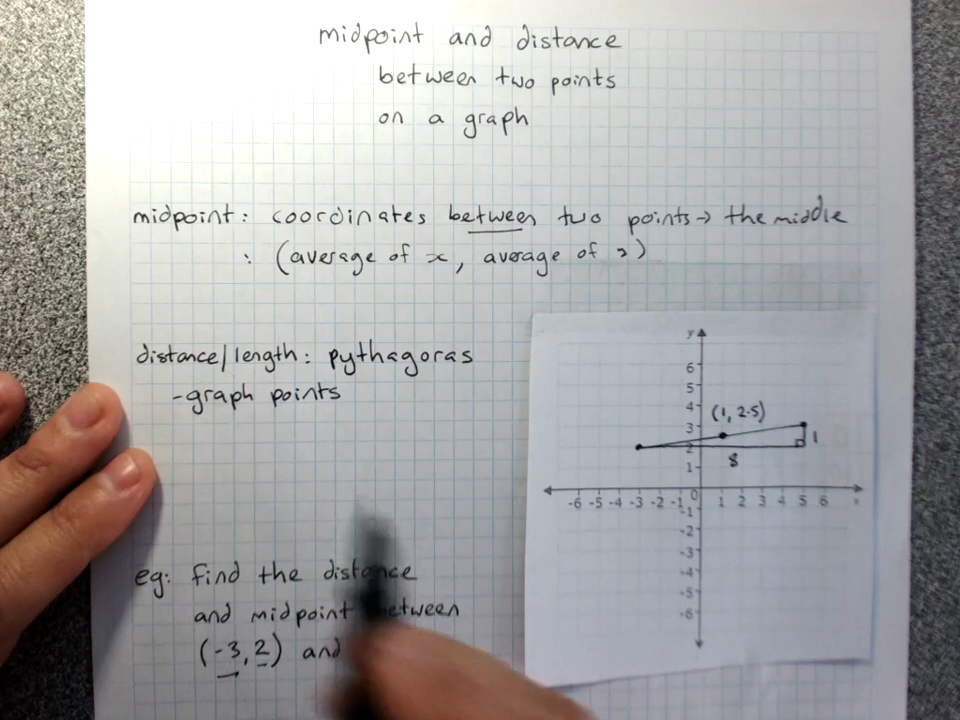 midpoint and distance
between two points
on a graph
midpoint: coordinates between two points → the middle
: (average of x, average of y)
distance/length: pythagoras
- graph points
eg: find the distance
and midpoint between
(-3, 2) and
y
6
5
4
3
2
1
0
-6 -5 -4 -3 -2 -1 1 2 3 4 5 6 x
-1
-2
-3
-4
-5
-6
(1, 2.5)
1
8